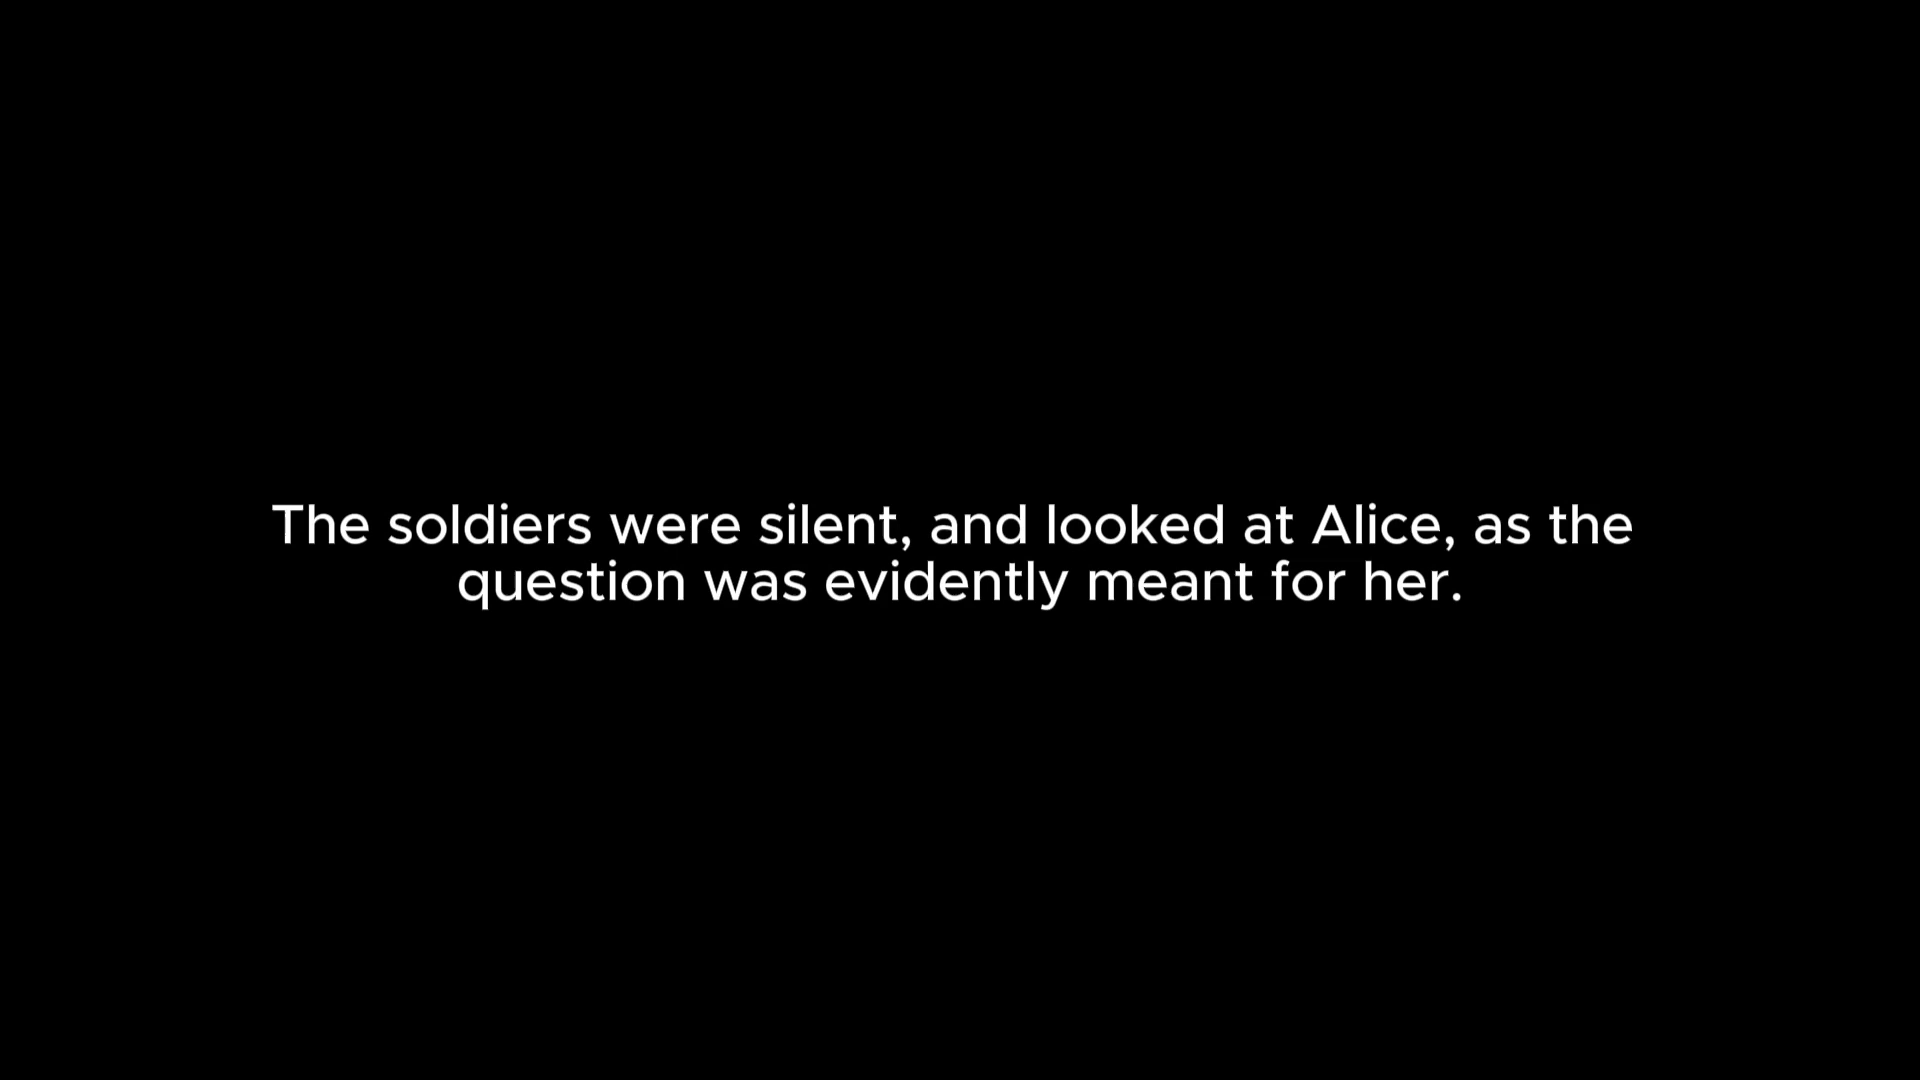 The soldiers were silent, and looked at Alice, as the
question was evidently meant for her.